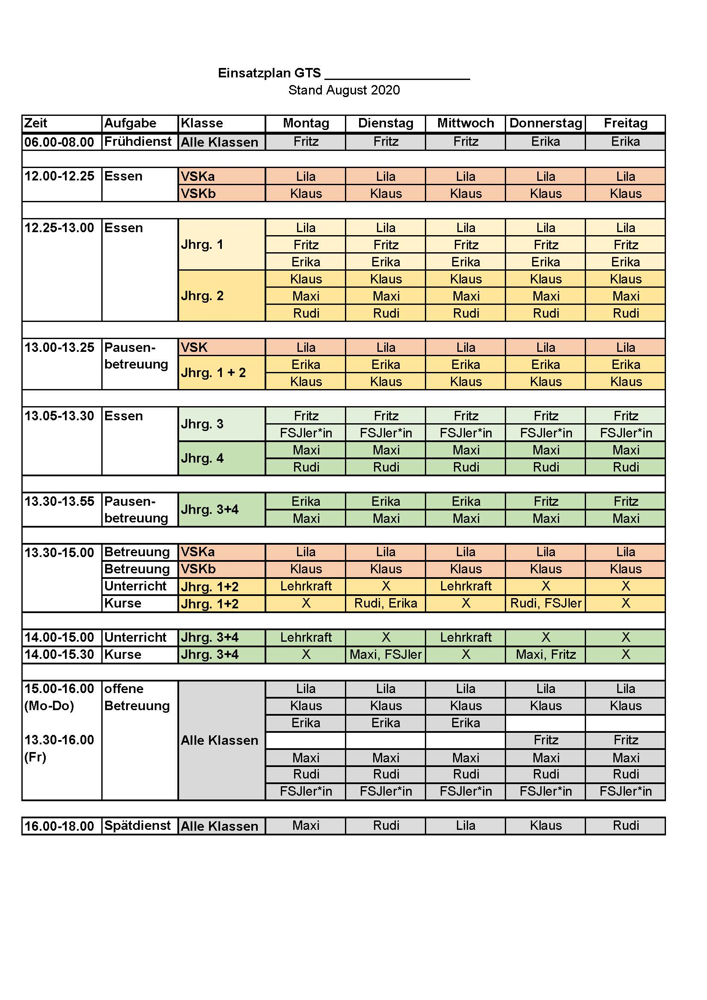 Einsatzplan GTS ____________________
Stand August 2020
Zeit Aufgabe Klasse Montag Dienstag Mittwoch Donnerstag Freitag
06.00-08.00 Frühdienst Alle Klassen Fritz Fritz Fritz Erika Erika
12.00-12.25 Essen VSKa Lila Lila Lila Lila Lila
VSKb Klaus Klaus Klaus Klaus Klaus
12.25-13.00 Essen Jhrg. 1 Lila Lila Lila Lila Lila
Fritz Fritz Fritz Fritz Fritz
Erika Erika Erika Erika Erika
Jhrg. 2 Klaus Klaus Klaus Klaus Klaus
Maxi Maxi Maxi Maxi Maxi
Rudi Rudi Rudi Rudi Rudi
13.00-13.25 Pausen- VSK Lila Lila Lila Lila Lila
betreuung Jhrg. 1 + 2 Erika Erika Erika Erika Erika
Klaus Klaus Klaus Klaus Klaus
13.05-13.30 Essen Jhrg. 3 Fritz Fritz Fritz Fritz Fritz
FSJler*in FSJler*in FSJler*in FSJler*in FSJler*in
Jhrg. 4 Maxi Maxi Maxi Maxi Maxi
Rudi Rudi Rudi Rudi Rudi
13.30-13.55 Pausen- Jhrg. 3+4 Erika Erika Erika Fritz Fritz
betreuung Maxi Maxi Maxi Maxi Maxi
13.30-15.00 Betreuung VSKa Lila Lila Lila Lila Lila
Betreuung VSKb Klaus Klaus Klaus Klaus Klaus
Unterricht Jhrg. 1+2 Lehrkraft X Lehrkraft X X
Kurse Jhrg. 1+2 X Rudi, Erika X Rudi, FSJler X
14.00-15.00 Unterricht Jhrg. 3+4 Lehrkraft X Lehrkraft X X
14.00-15.30 Kurse Jhrg. 3+4 X Maxi, FSJler X Maxi, Fritz X
15.00-16.00 offene Lila Lila Lila Lila Lila
(Mo-Do) Betreuung Klaus Klaus Klaus Klaus Klaus
Erika Erika Erika
13.30-16.00 Alle Klassen Fritz Fritz
(Fr) Maxi Maxi Maxi Maxi Maxi
Rudi Rudi Rudi Rudi Rudi
FSJler*in FSJler*in FSJler*in FSJler*in FSJler*in
16.00-18.00 Spätdienst Alle Klassen Maxi Rudi Lila Klaus Rudi